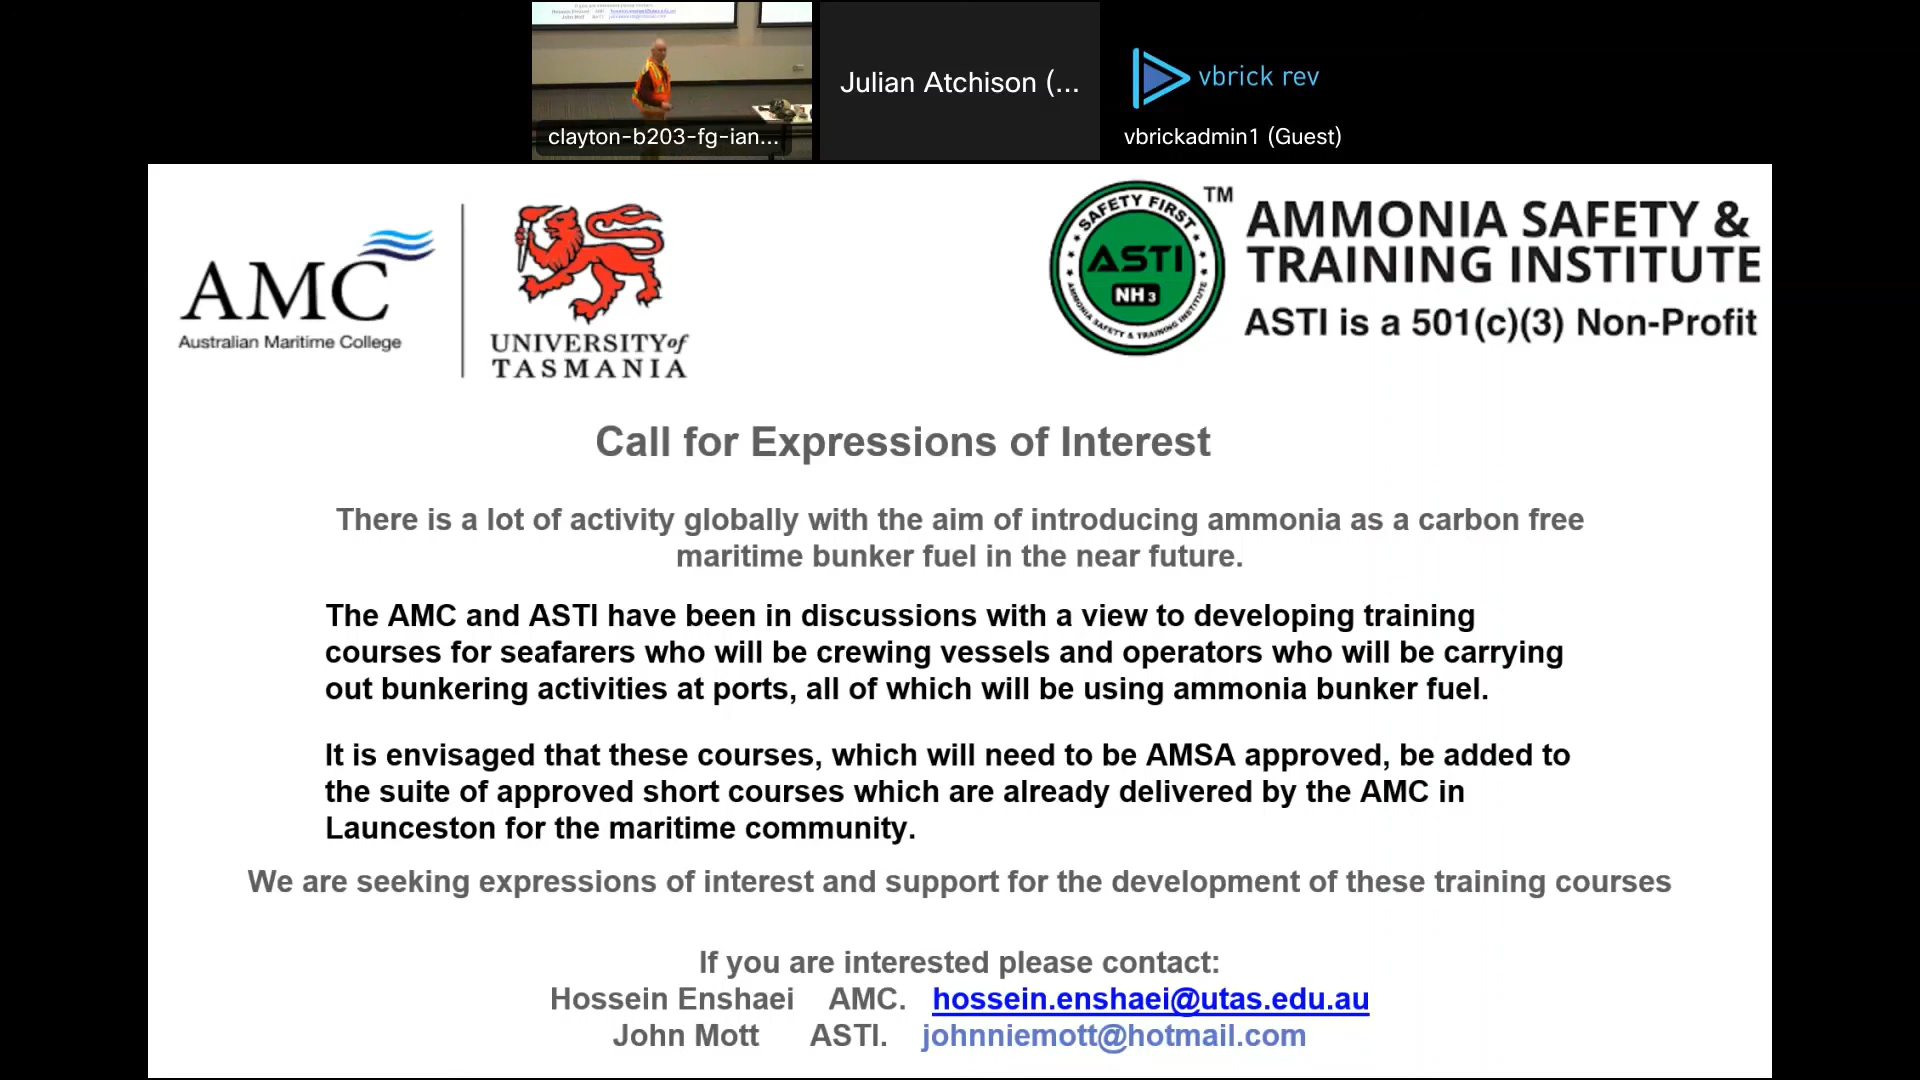 clayton-b203-fg-ian...
Julian Atchison (...
vbrick rev
vbrickadmin1 (Guest)
AMC
Australian Maritime College
UNIVERSITY of
TASMANIA
SAFETY FIRST
ASTI
NH3
AMMONIA SAFETY & TRAINING INSTITUTE
TM
AMMONIA SAFETY &
TRAINING INSTITUTE
ASTI is a 501(c)(3) Non-Profit
Call for Expressions of Interest
There is a lot of activity globally with the aim of introducing ammonia as a carbon free
maritime bunker fuel in the near future.
The AMC and ASTI have been in discussions with a view to developing training
courses for seafarers who will be crewing vessels and operators who will be carrying
out bunkering activities at ports, all of which will be using ammonia bunker fuel.
It is envisaged that these courses, which will need to be AMSA approved, be added to
the suite of approved short courses which are already delivered by the AMC in
Launceston for the maritime community.
We are seeking expressions of interest and support for the development of these training courses
If you are interested please contact:
Hossein Enshaei AMC. hossein.enshaei@utas.edu.au
John Mott ASTI. johnniemott@hotmail.com